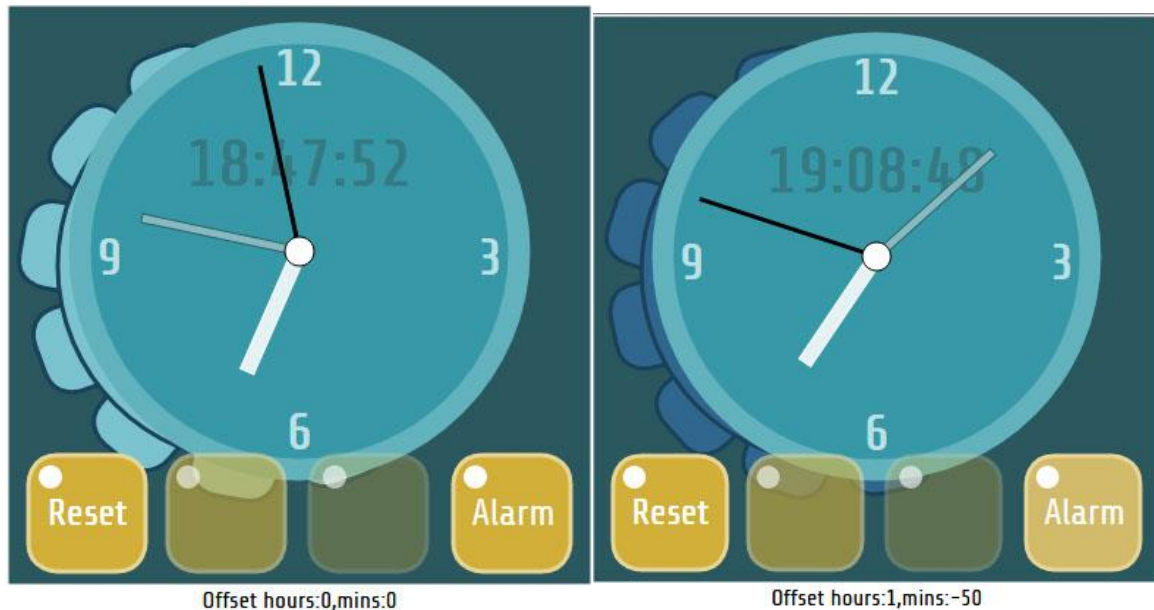 12
18:47:52
9
3
6
Reset
Alarm
Offset hours:0,mins:0
12
19:08:48
9
3
6
Reset
Alarm
Offset hours:1,mins:-50